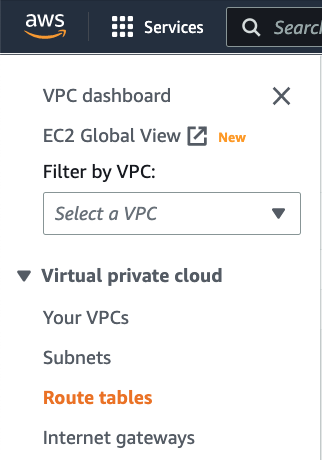 aws
Services
Search
VPC dashboard
EC2 Global View New
Filter by VPC:
Select a VPC
Virtual private cloud
Your VPCs
Subnets
Route tables
Internet gateways